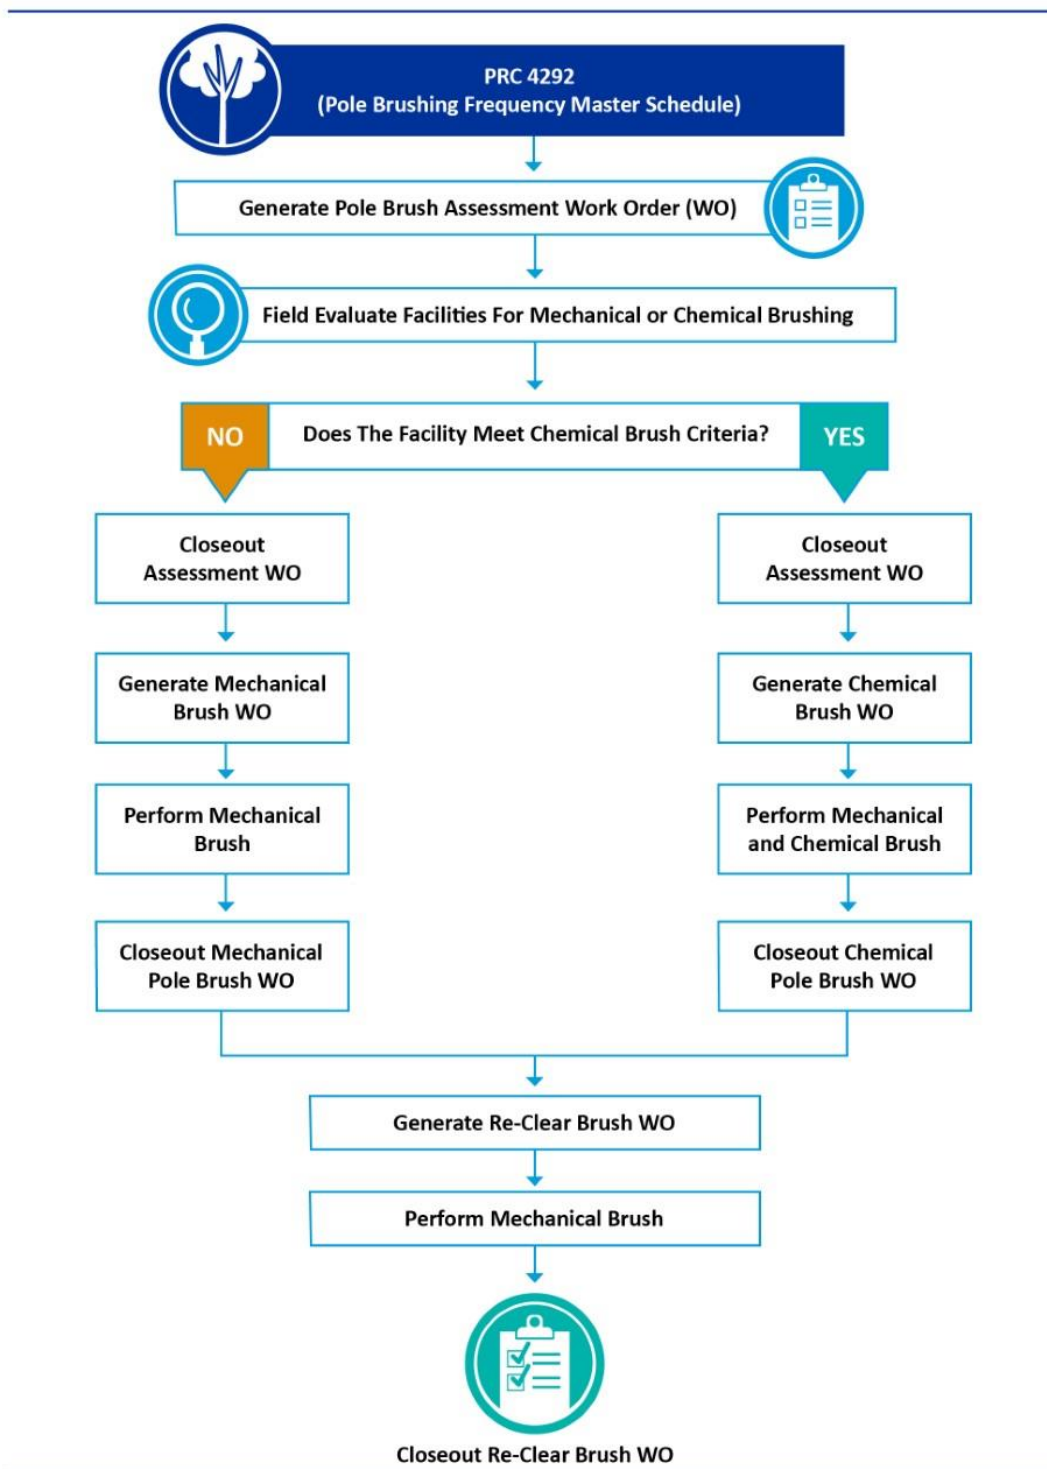 PRC 4292
(Pole Brushing Frequency Master Schedule)
Generate Pole Brush Assessment Work Order (WO)
Field Evaluate Facilities For Mechanical or Chemical Brushing
NO
Does The Facility Meet Chemical Brush Criteria?
YES
Closeout
Assessment WO
Generate Mechanical
Brush WO
Perform Mechanical
Brush
Closeout Mechanical
Pole Brush WO
Closeout
Assessment WO
Generate Chemical
Brush WO
Perform Mechanical
and Chemical Brush
Closeout Chemical
Pole Brush WO
Generate Re-Clear Brush WO
Perform Mechanical Brush
Closeout Re-Clear Brush WO